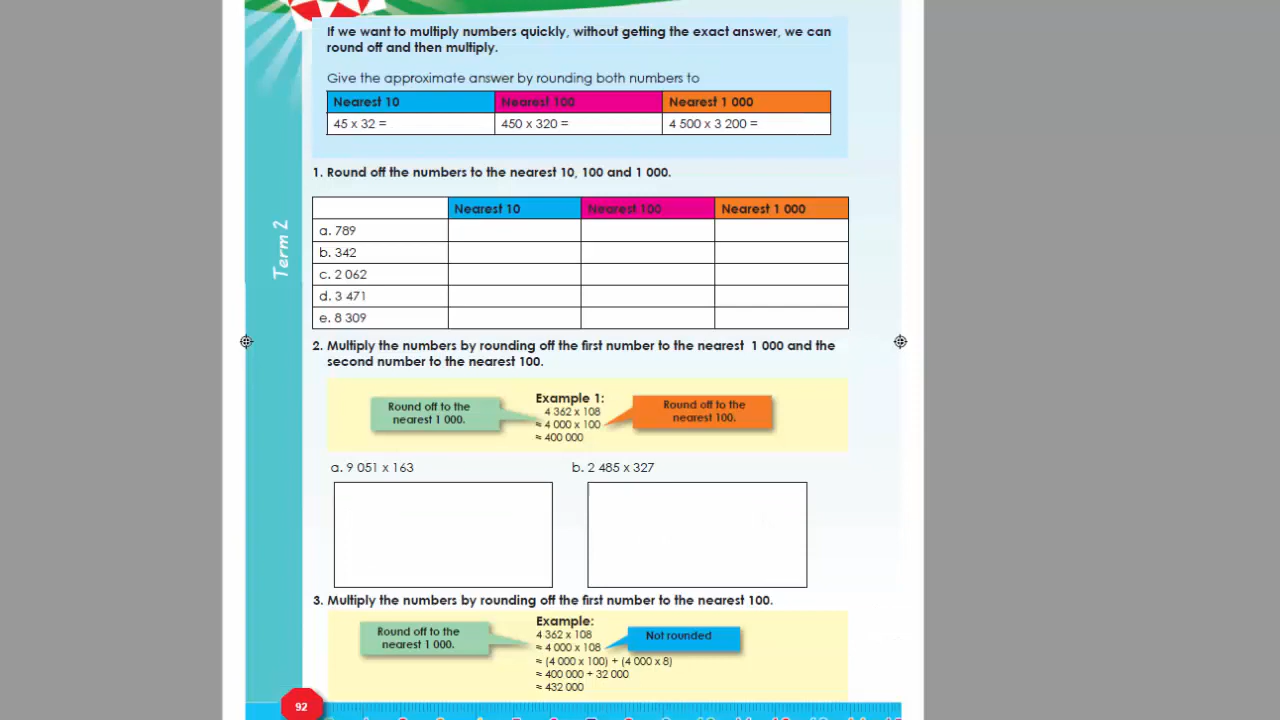 If we want to multiply numbers quickly, without getting the exact answer, we can
round off and then multiply.
Give the approximate answer by rounding both numbers to
Nearest 10 Nearest 100 Nearest 1 000
45 x 32 = 450 x 320 = 4 500 x 3 200 =
1. Round off the numbers to the nearest 10, 100 and 1 000.
Nearest 10 Nearest 100 Nearest 1 000
a. 789
b. 342
c. 2 062
d. 3 471
e. 8 309
Term 2
2. Multiply the numbers by rounding off the first number to the nearest 1 000 and the
second number to the nearest 100.
Round off to the
nearest 1 000.
Example 1:
4 362 x 108
≈ 4 000 x 100
≈ 400 000
Round off to the
nearest 100.
a. 9 051 x 163 b. 2 485 x 327
3. Multiply the numbers by rounding off the first number to the nearest 100.
Round off to the
nearest 1 000.
Example:
4 362 x 108
≈ 4 000 x 108
≈ (4 000 x 100) + (4 000 x 8)
≈ 400 000 + 32 000
≈ 432 000
Not rounded
92